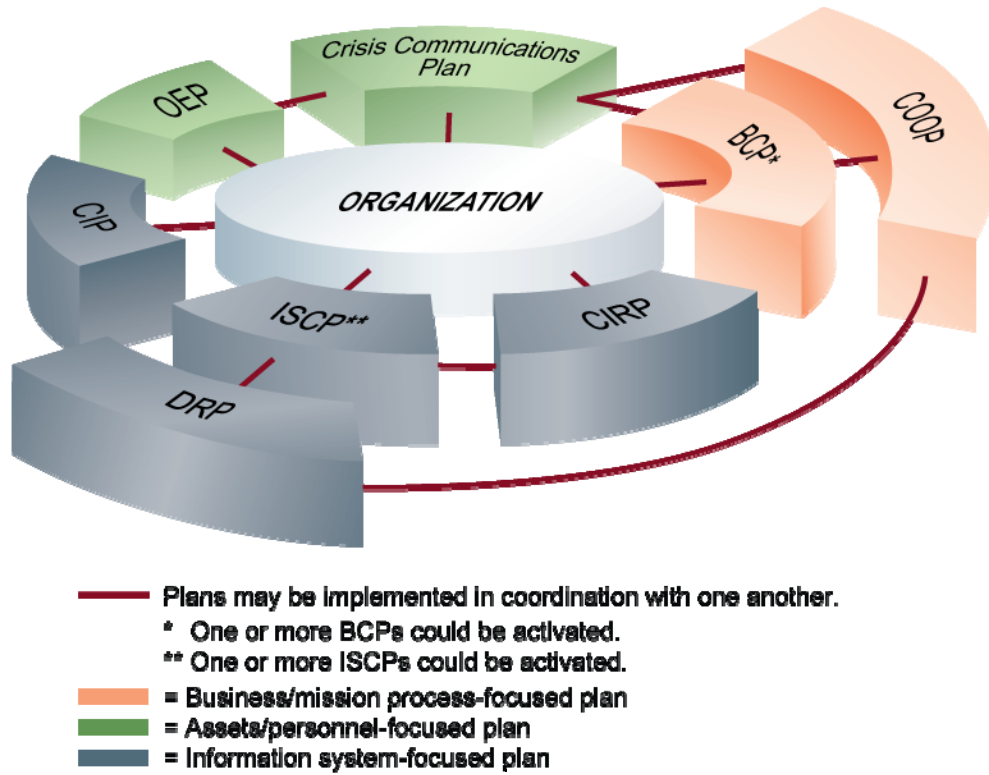 Crisis Communications
Plan
OEP
COOP
BCP*
CIP
ORGANIZATION
ISCP**
CIRP
DRP
Plans may be implemented in coordination with one another.
* One or more BCPs could be activated.
** One or more ISCPs could be activated.
= Business/mission process-focused plan
= Assets/personnel-focused plan
= Information system-focused plan